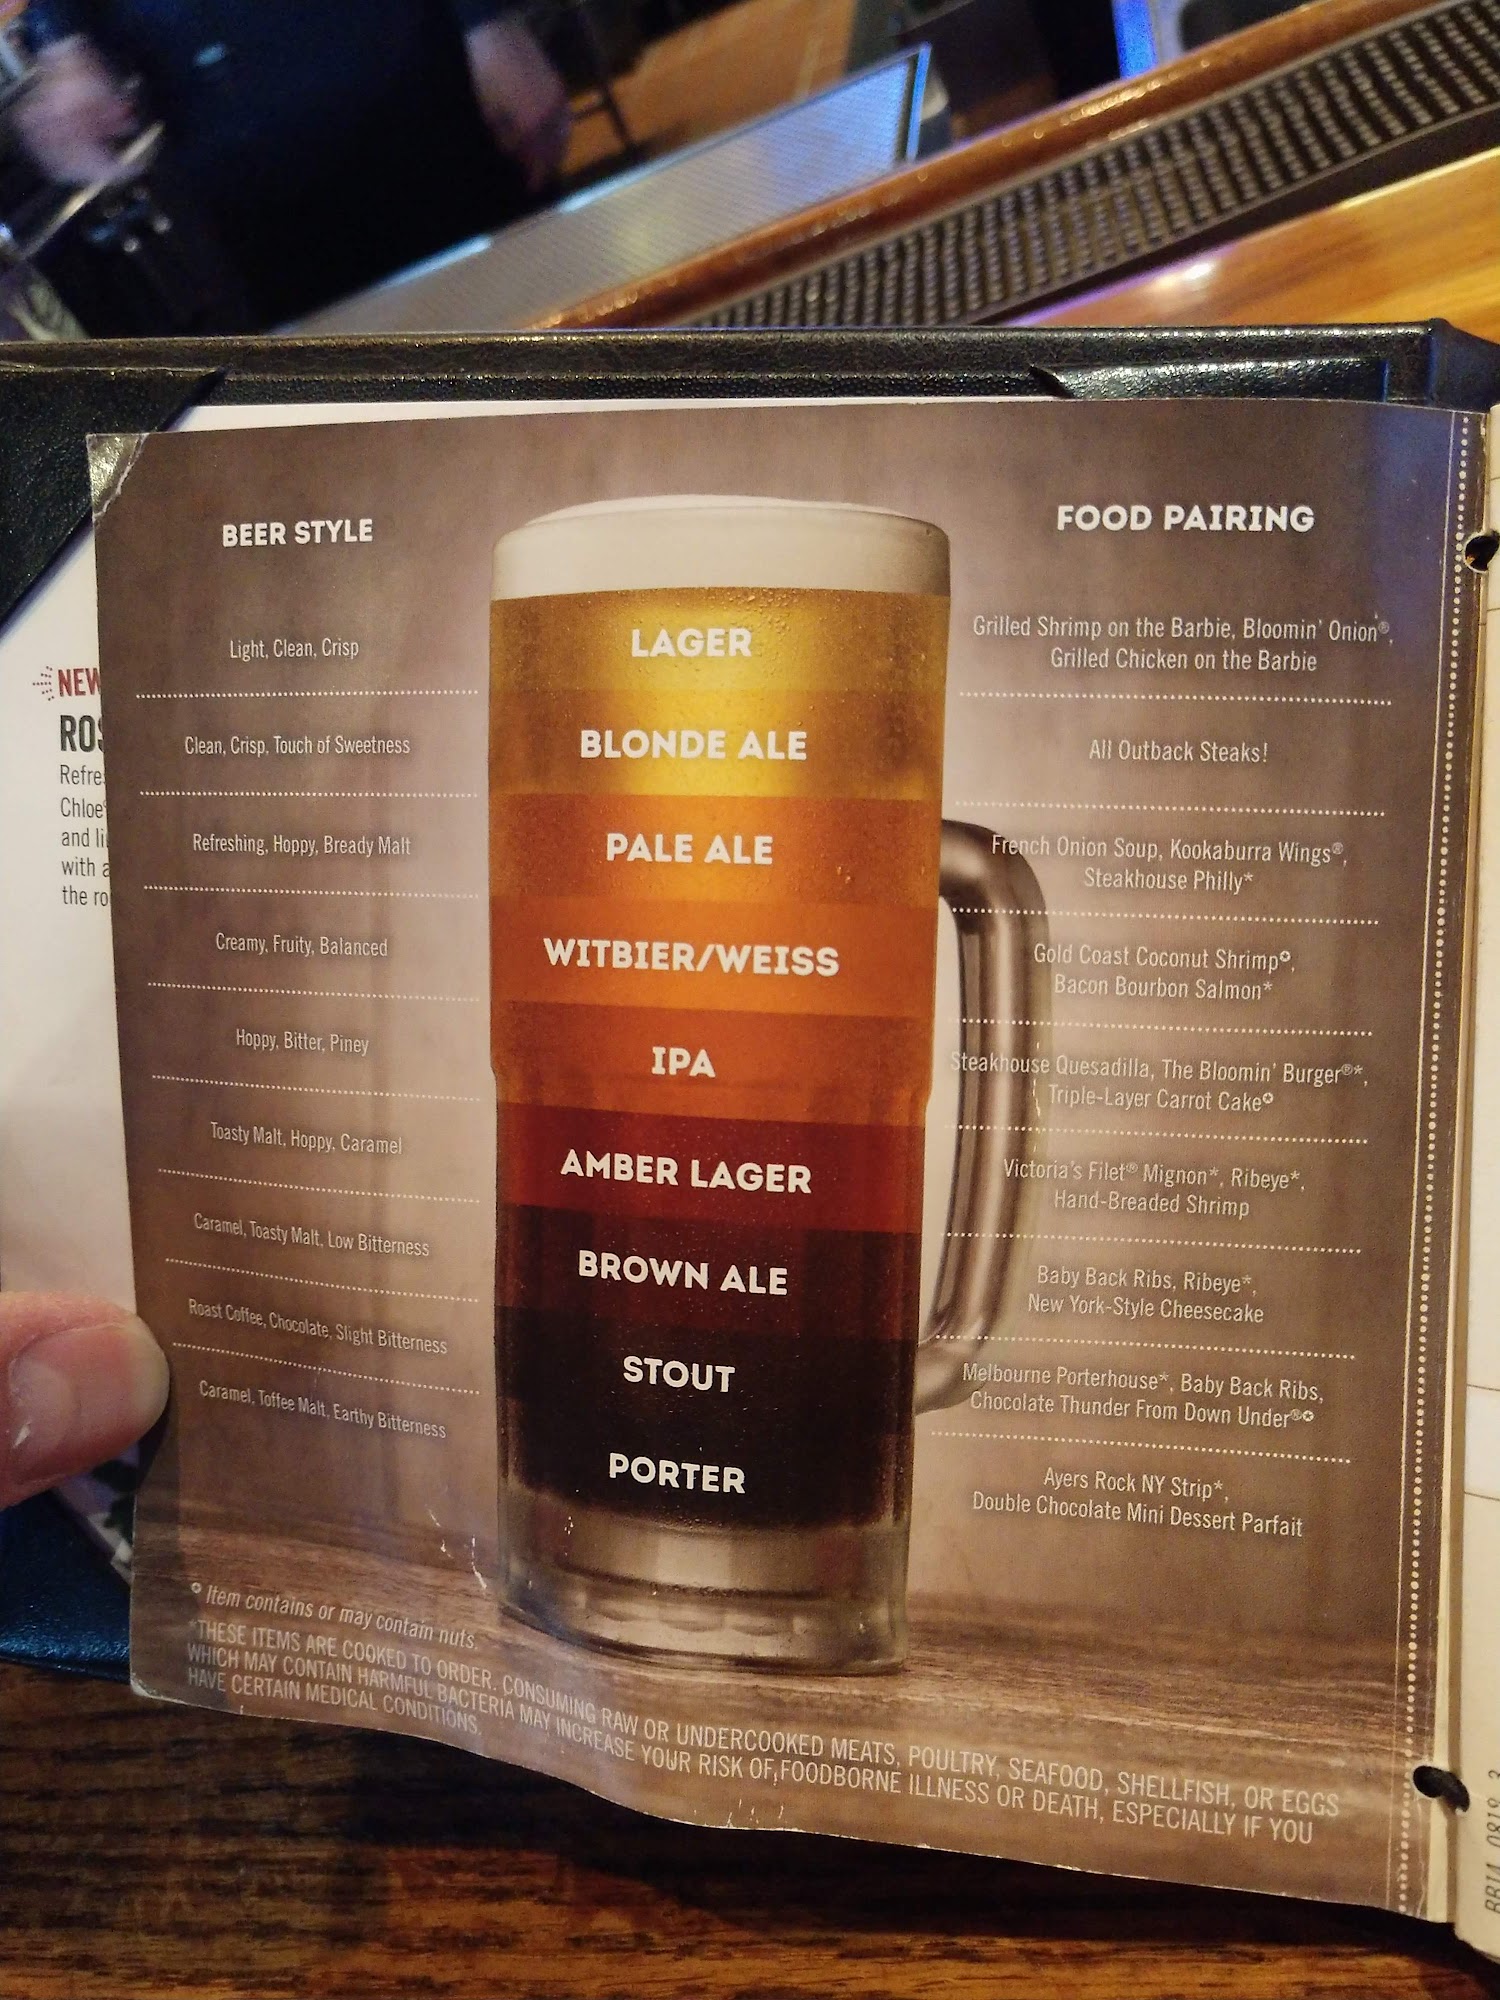 BEER STYLE
FOOD PAIRING
Light, Clean, Crisp
LAGER
Grilled Shrimp on the Barbie, Bloomin' Onion®,
Grilled Chicken on the Barbie
Clean, Crisp, Touch of Sweetness
BLONDE ALE
All Outback Steaks!
Refreshing, Hoppy, Bready Malt
PALE ALE
French Onion Soup, Kookaburra Wings®,
Steakhouse Philly*
Creamy, Fruity, Balanced
WITBIER/WEISS
Gold Coast Coconut Shrimp✪,
Bacon Bourbon Salmon*
Hoppy, Bitter, Piney
IPA
Steakhouse Quesadilla, The Bloomin' Burger®*,
Triple-Layer Carrot Cake✪
Toasty Malt, Hoppy, Caramel
AMBER LAGER
Victoria's Filet® Mignon*, Ribeye*,
Hand-Breaded Shrimp
Caramel, Toasty Malt, Low Bitterness
BROWN ALE
Baby Back Ribs, Ribeye*,
New York-Style Cheesecake
Roast Coffee, Chocolate, Slight Bitterness
STOUT
Melbourne Porterhouse*, Baby Back Ribs,
Chocolate Thunder From Down Under®✪
Caramel, Toffee Malt, Earthy Bitterness
PORTER
Ayers Rock NY Strip*,
Double Chocolate Mini Dessert Parfait
✪ Item contains or may contain nuts.
*THESE ITEMS ARE COOKED TO ORDER. CONSUMING RAW OR UNDERCOOKED MEATS, POULTRY, SEAFOOD, SHELLFISH, OR EGGS
WHICH MAY CONTAIN HARMFUL BACTERIA MAY INCREASE YOUR RISK OF FOODBORNE ILLNESS OR DEATH, ESPECIALLY IF YOU
HAVE CERTAIN MEDICAL CONDITIONS.
NEW
ROS
Refre
Chloe
and li
with a
the ro